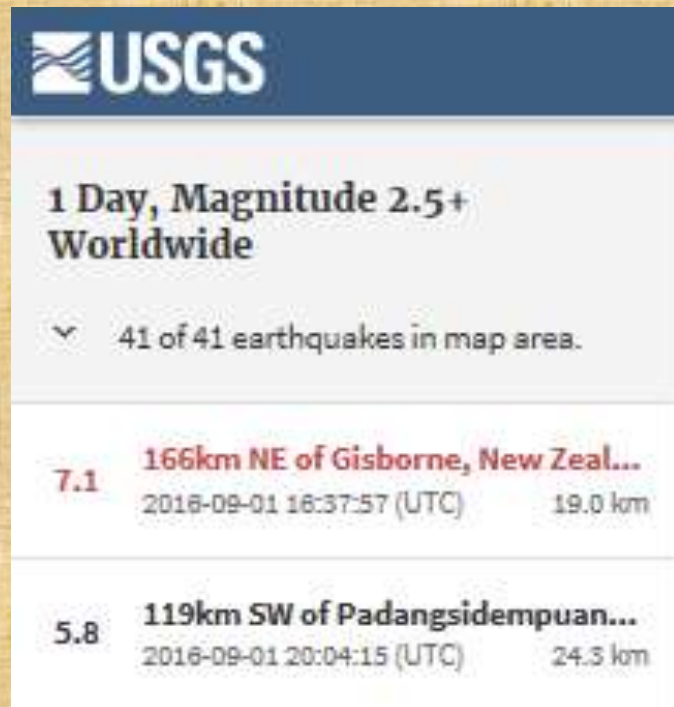 USGS
1 Day, Magnitude 2.5+
Worldwide
41 of 41 earthquakes in map area.
7.1 166km NE of Gisborne, New Zeal...
2016-09-01 16:37:57 (UTC) 19.0 km
5.8 119km SW of Padangsidempuan...
2016-09-01 20:04:15 (UTC) 24.3 km